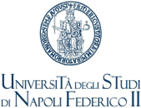 UNIVERSITÀ DEGLI STUDI
DI NAPOLI FEDERICO II